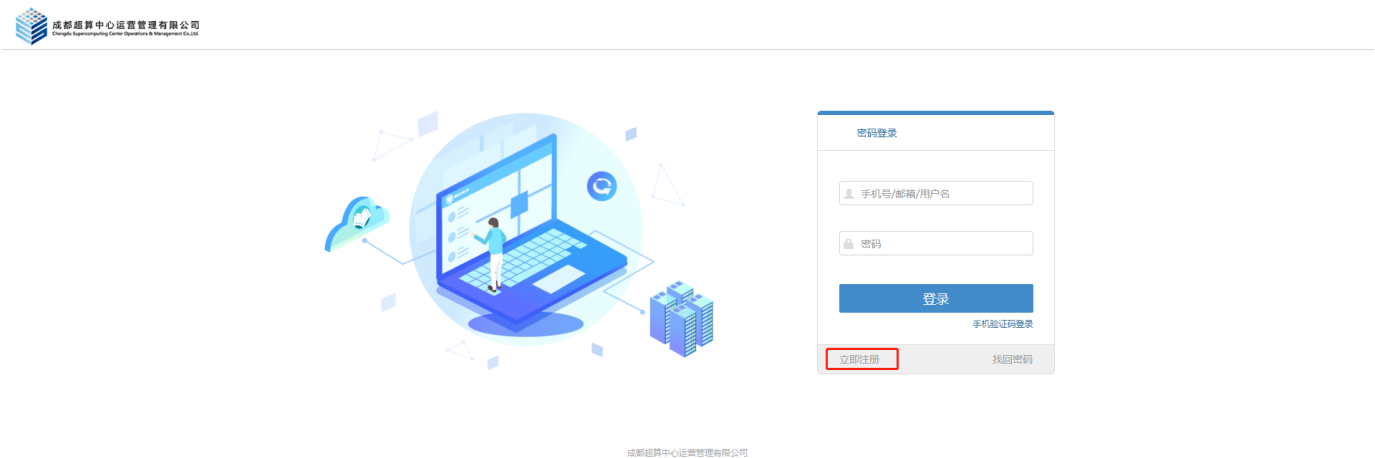 成都超算中心运营管理有限公司
Chengdu Supercomputing Center Operations & Management Co.,Ltd.
密码登录
手机号/邮箱/用户名
密码
登录
手机验证码登录
立即注册 找回密码
成都超算中心运营管理有限公司